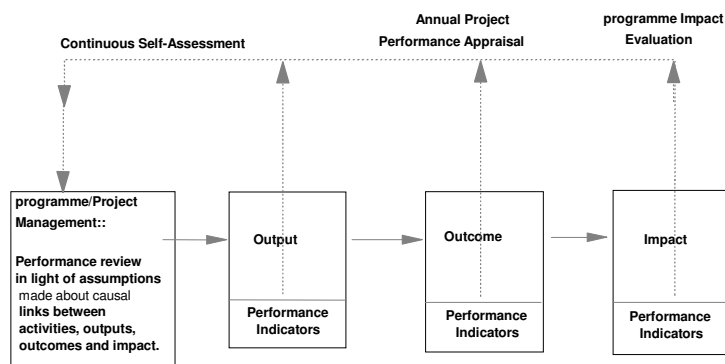 Annual Project
Performance Appraisal
programme Impact
Evaluation
Continuous Self-Assessment
programme/Project
Management::
Performance review
in light of assumptions
made about causal
links between
activities, outputs,
outcomes and impact.
Output
Performance
Indicators
Outcome
Performance
Indicators
Impact
Performance
Indicators